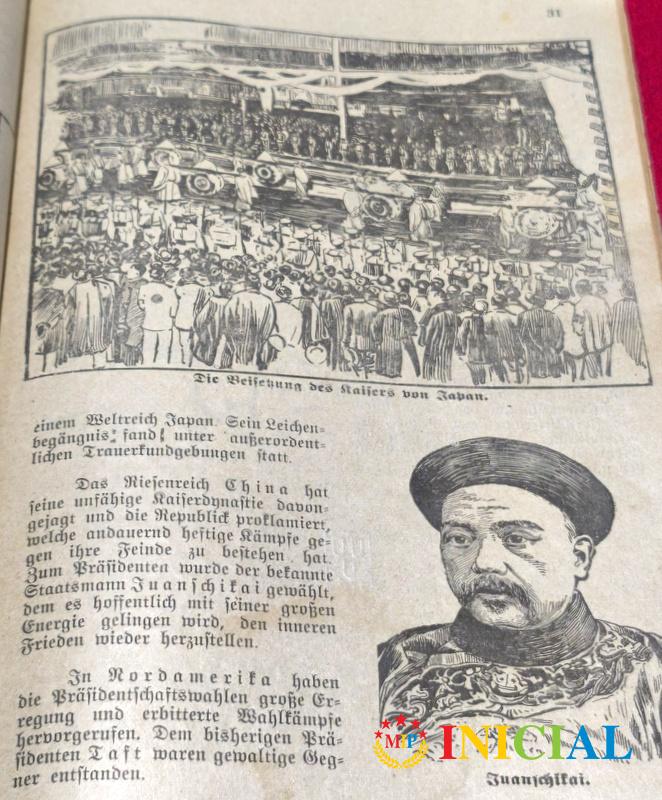 31
Die Beisetzung des Kaisers von Japan.
einem Weltreich Japan. Sein Leichen-
begängnis fand unter außerordent-
lichen Trauerkundgebungen statt.
Das Riesenreich China hat
seine unfähige Kaiserdynastie davon-
gejagt und die Republick proklamiert,
welche andauernd heftige Kämpfe ge-
gen ihre Feinde zu bestehen hat.
Zum Präsidenten wurde der bekannte
Staatsmann Juanschikai gewählt,
dem es hoffentlich mit seiner großen
Energie gelingen wird, den inneren
Frieden wieder herzustellen.
In Nordamerika haben
die Präsidentschaftswahlen große Er-
regung und erbitterte Wahlkämpfe
hervorgerufen. Dem bisherigen Prä-
sidenten Taft waren gewaltige Geg-
ner entstanden.
Juanschikai.
MP INICIAL